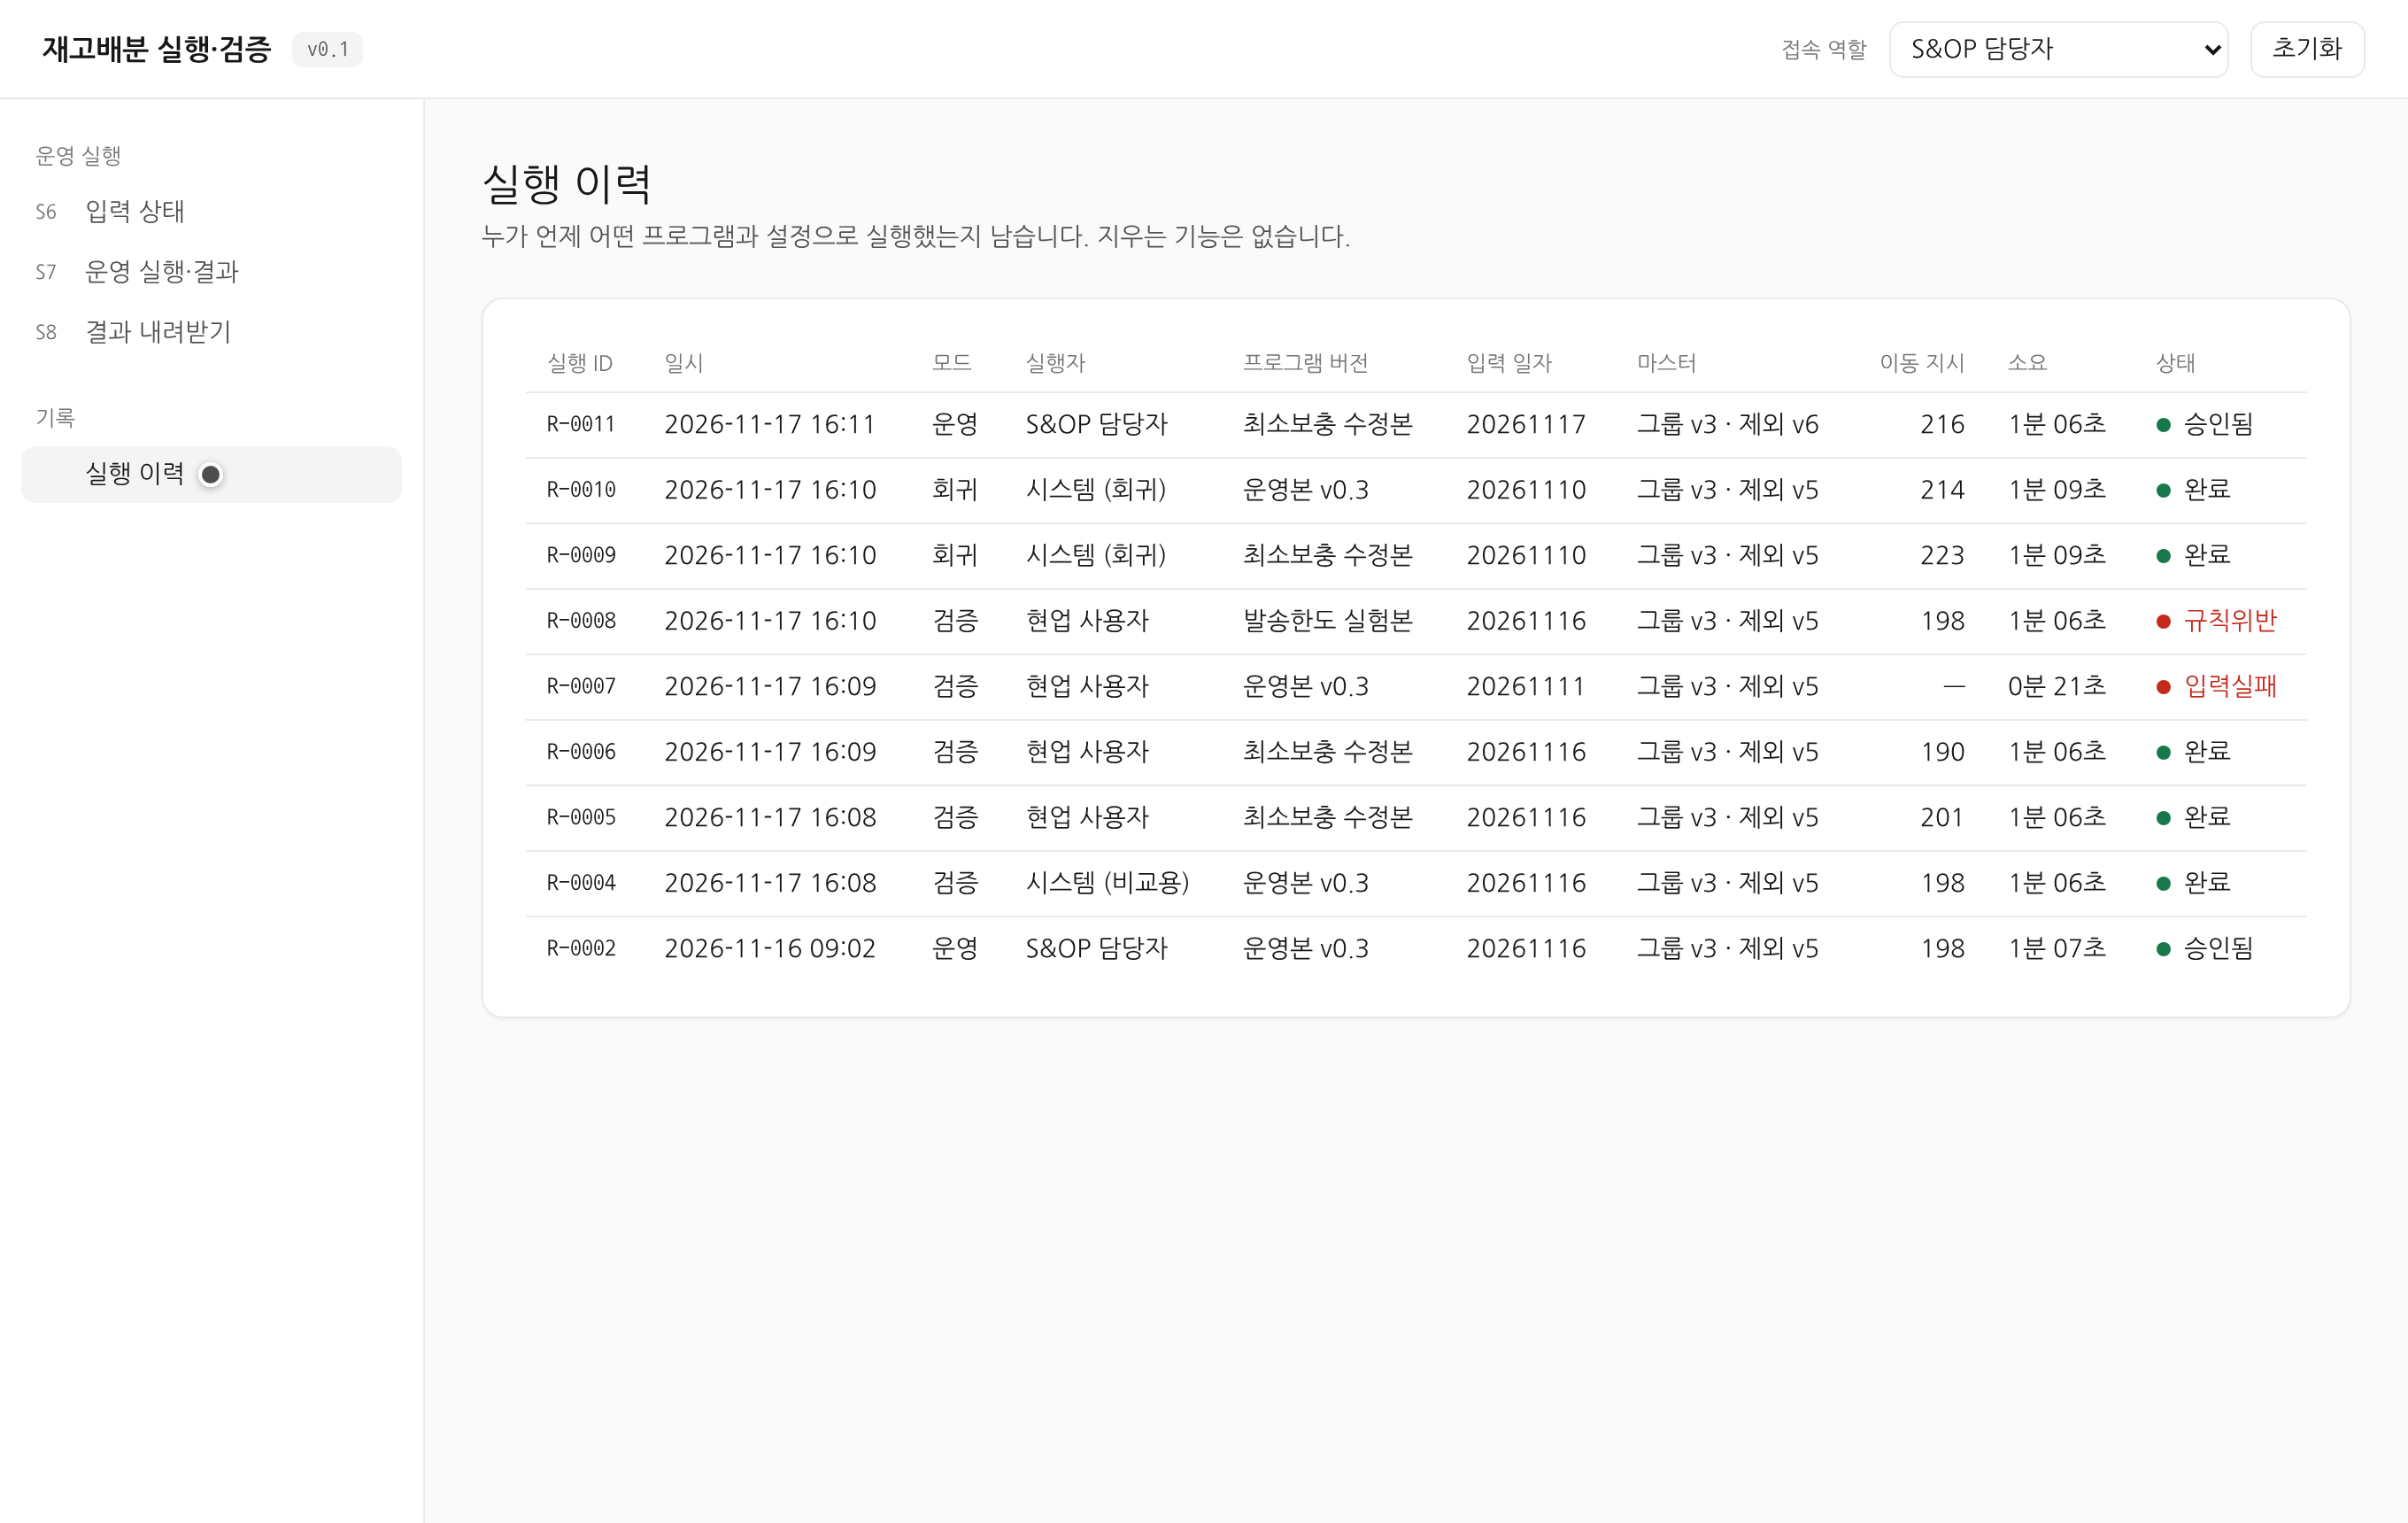 재고배분 실행·검증 v0.1 접속 역할 S&OP 담당자 초기화
운영 실행
S6 입력 상태
S7 운영 실행·결과
S8 결과 내려받기
기록
실행 이력
실행 이력
누가 언제 어떤 프로그램과 설정으로 실행했는지 남습니다. 지우는 기능은 없습니다.
실행 ID 일시 모드 실행자 프로그램 버전 입력 일자 마스터 이동 지시 소요 상태
R-0011 2026-11-17 16:11 운영 S&OP 담당자 최소보충 수정본 20261117 그룹 v3 · 제외 v6 216 1분 06초 승인됨
R-0010 2026-11-17 16:10 회귀 시스템 (회귀) 운영본 v0.3 20261110 그룹 v3 · 제외 v5 214 1분 09초 완료
R-0009 2026-11-17 16:10 회귀 시스템 (회귀) 최소보충 수정본 20261110 그룹 v3 · 제외 v5 223 1분 09초 완료
R-0008 2026-11-17 16:10 검증 현업 사용자 발송한도 실험본 20261116 그룹 v3 · 제외 v5 198 1분 06초 규칙위반
R-0007 2026-11-17 16:09 검증 현업 사용자 운영본 v0.3 20261111 그룹 v3 · 제외 v5 — 0분 21초 입력실패
R-0006 2026-11-17 16:09 검증 현업 사용자 최소보충 수정본 20261116 그룹 v3 · 제외 v5 190 1분 06초 완료
R-0005 2026-11-17 16:08 검증 현업 사용자 최소보충 수정본 20261116 그룹 v3 · 제외 v5 201 1분 06초 완료
R-0004 2026-11-17 16:08 검증 시스템 (비교용) 운영본 v0.3 20261116 그룹 v3 · 제외 v5 198 1분 06초 완료
R-0002 2026-11-16 09:02 운영 S&OP 담당자 운영본 v0.3 20261116 그룹 v3 · 제외 v5 198 1분 07초 승인됨